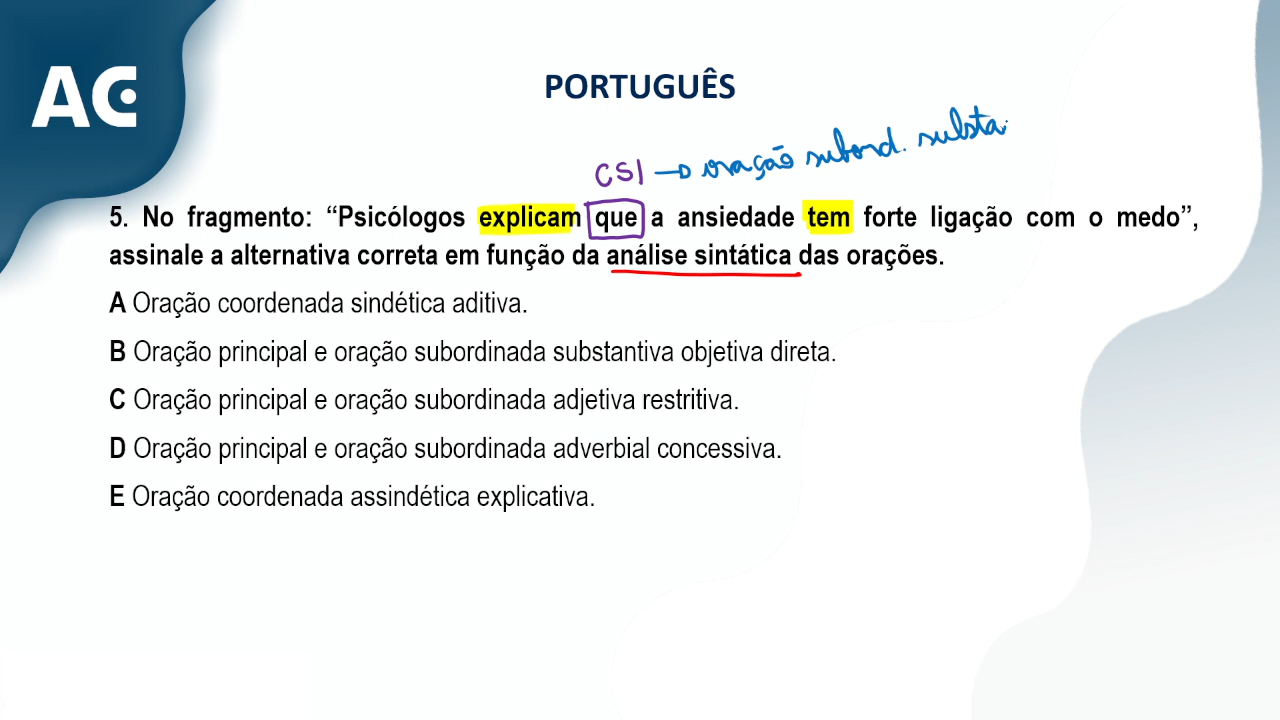 AC
PORTUGUÊS
CSI → oração subord. substa.
5. No fragmento: “Psicólogos explicam que a ansiedade tem forte ligação com o medo”,
assinale a alternativa correta em função da análise sintática das orações.
A Oração coordenada sindética aditiva.
B Oração principal e oração subordinada substantiva objetiva direta.
C Oração principal e oração subordinada adjetiva restritiva.
D Oração principal e oração subordinada adverbial concessiva.
E Oração coordenada assindética explicativa.